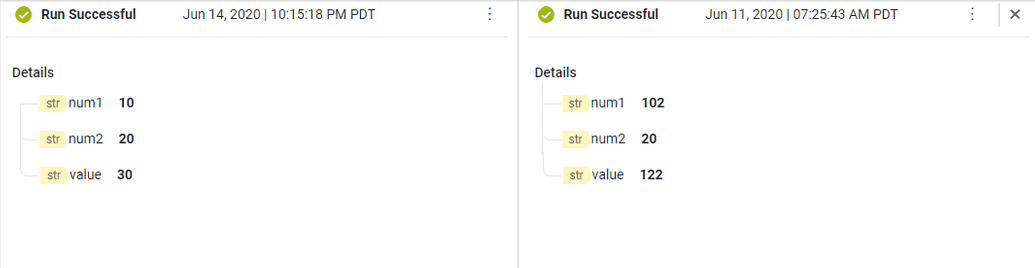 Run Successful Jun 14, 2020 | 10:15:18 PM PDT
Details
str num1 10
str num2 20
str value 30
Run Successful Jun 11, 2020 | 07:25:43 AM PDT
Details
str num1 102
str num2 20
str value 122